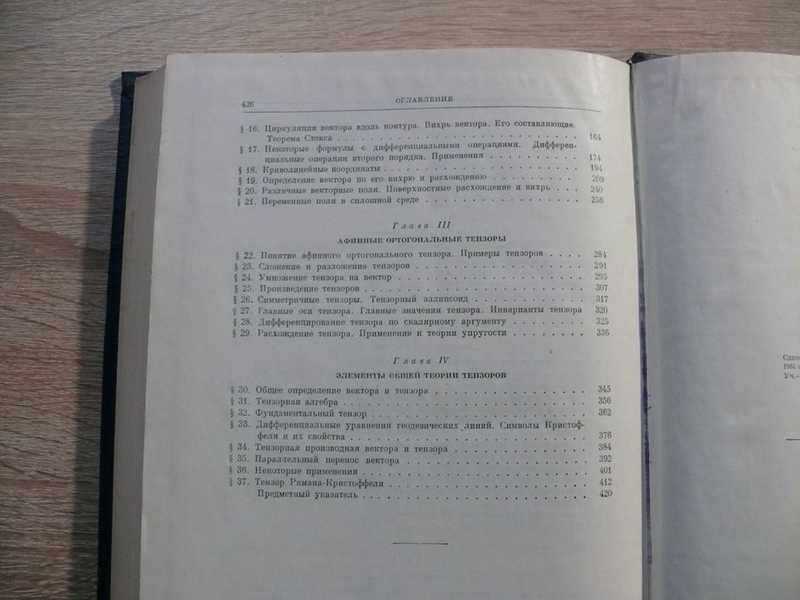 426 ОГЛАВЛЕНИЕ
§ 16. Циркуляция вектора вдоль контура. Вихрь вектора. Его составляющие.
Теорема Стокса . . . . . . . . . . . . . . . . . . . . 164
§ 17. Некоторые формулы с дифференциальными операциями. Дифферен-
циальные операции второго порядка. Применения . . . . . . . . 174
§ 18. Криволинейные координаты . . . . . . . . . . . . . . . . 194
§ 19. Определение вектора по его вихрю и расхождению . . . . . . . . 209
§ 20. Различные векторные поля. Поверхностные расхождение и вихрь . . . 240
§ 21. Переменные поля в сплошной среде . . . . . . . . . . . . . 256
Глава III
АФИННЫЕ ОРТОГОНАЛЬНЫЕ ТЕНЗОРЫ
§ 22. Понятие афинного ортогонального тензора. Примеры тензоров . . . . 284
§ 23. Сложение и разложение тензоров . . . . . . . . . . . . . . 291
§ 24. Умножение тензора на вектор . . . . . . . . . . . . . . . 295
§ 25. Произведение тензоров . . . . . . . . . . . . . . . . . . 307
§ 26. Симметричные тензоры. Тензорный эллипсоид . . . . . . . . . 317
§ 27. Главные оси тензора. Главные значения тензора. Инварианты тензора 320
§ 28. Дифференцирование тензора по скалярному аргументу . . . . . . . 325
§ 29. Расхождение тензора. Применение к теории упругости . . . . . . . 336
Глава IV
ЭЛЕМЕНТЫ ОБЩЕЙ ТЕОРИИ ТЕНЗОРОВ
§ 30. Общее определение вектора и тензора . . . . . . . . . . . . 345
§ 31. Тензорная алгебра . . . . . . . . . . . . . . . . . . . 356
§ 32. Фундаментальный тензор . . . . . . . . . . . . . . . . . 362
§ 33. Дифференциальные уравнения геодезических линий. Символы Кристоф-
феля и их свойства . . . . . . . . . . . . . . . . . . 376
§ 34. Тензорная производная вектора и тензора . . . . . . . . . . . 384
§ 35. Параллельный перенос вектора . . . . . . . . . . . . . . . 392
§ 36. Некоторые применения . . . . . . . . . . . . . . . . . . 401
§ 37. Тензор Римана-Кристоффеля . . . . . . . . . . . . . . . . 412
Предметный указатель . . . . . . . . . . . . . . . . . 420
Уч.-